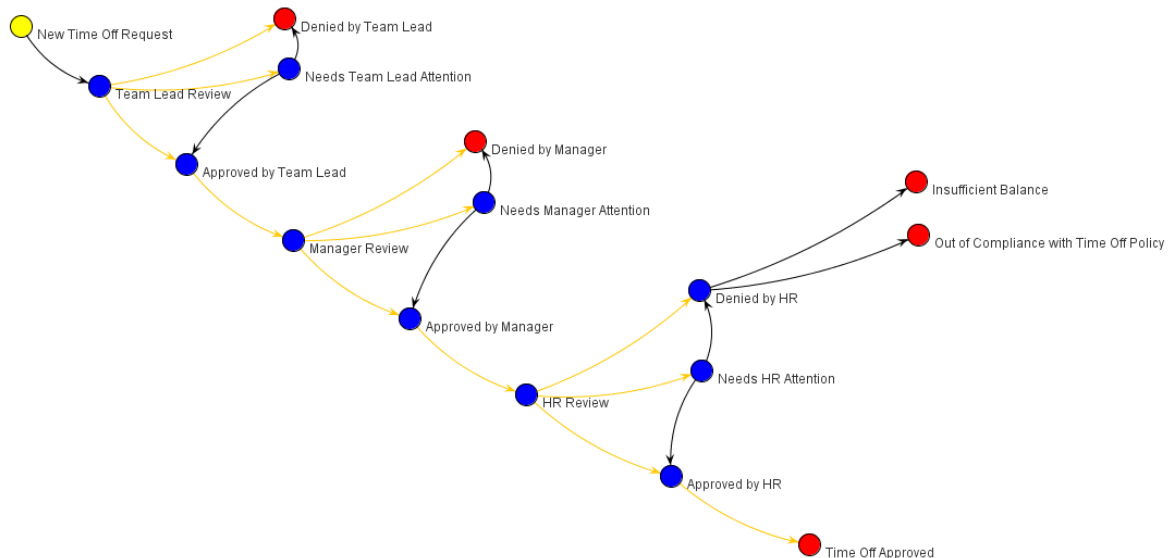 New Time Off Request
Denied by Team Lead
Needs Team Lead Attention
Team Lead Review
Approved by Team Lead
Denied by Manager
Needs Manager Attention
Manager Review
Approved by Manager
Insufficient Balance
Out of Compliance with Time Off Policy
Denied by HR
Needs HR Attention
HR Review
Approved by HR
Time Off Approved